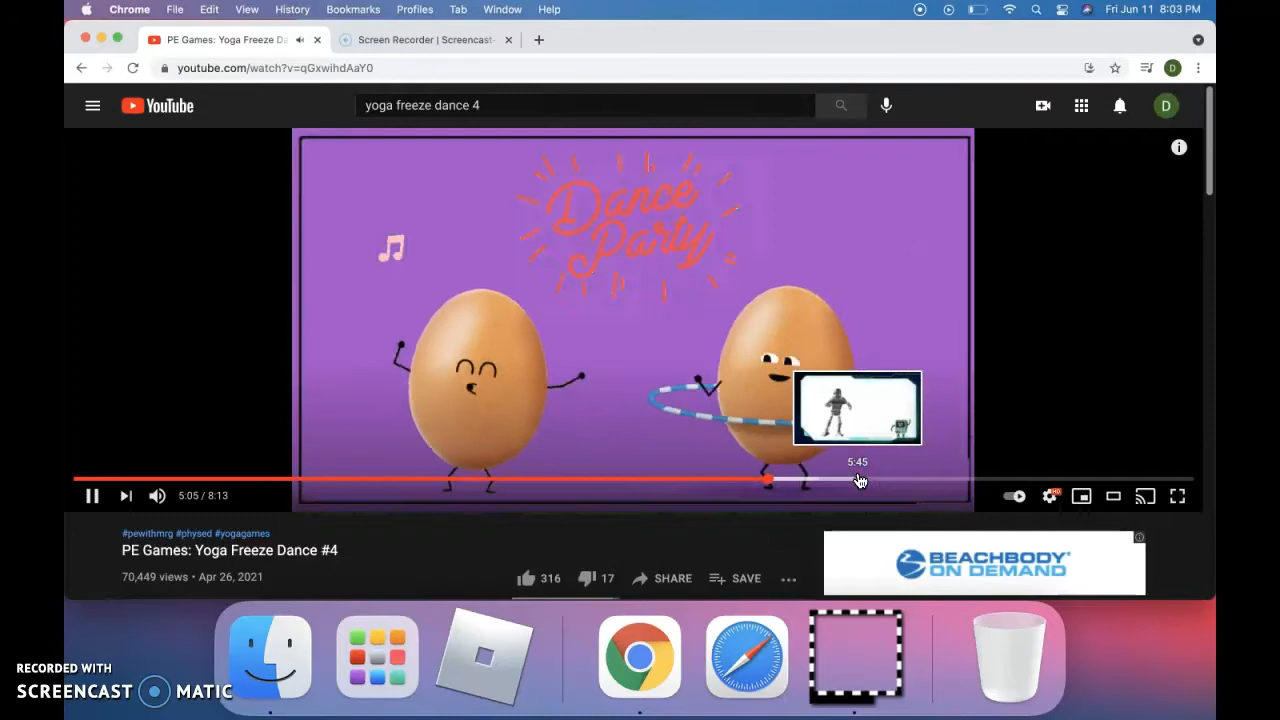 Chrome File Edit View History Bookmarks Profiles Tab Window Help Fri Jun 11 8:03 PM
PE Games: Yoga Freeze Da Screen Recorder | Screencast-
youtube.com/watch?v=qGxwihdAaY0 D
YouTube yoga freeze dance 4 D
Dance
Party
5:45
5:05 / 8:13 HD
#pewithmrg #physed #yogagames
PE Games: Yoga Freeze Dance #4
70,449 views • Apr 26, 2021 316 17 SHARE SAVE
BEACHBODY
ON DEMAND
RECORDED WITH
SCREENCAST MATIC